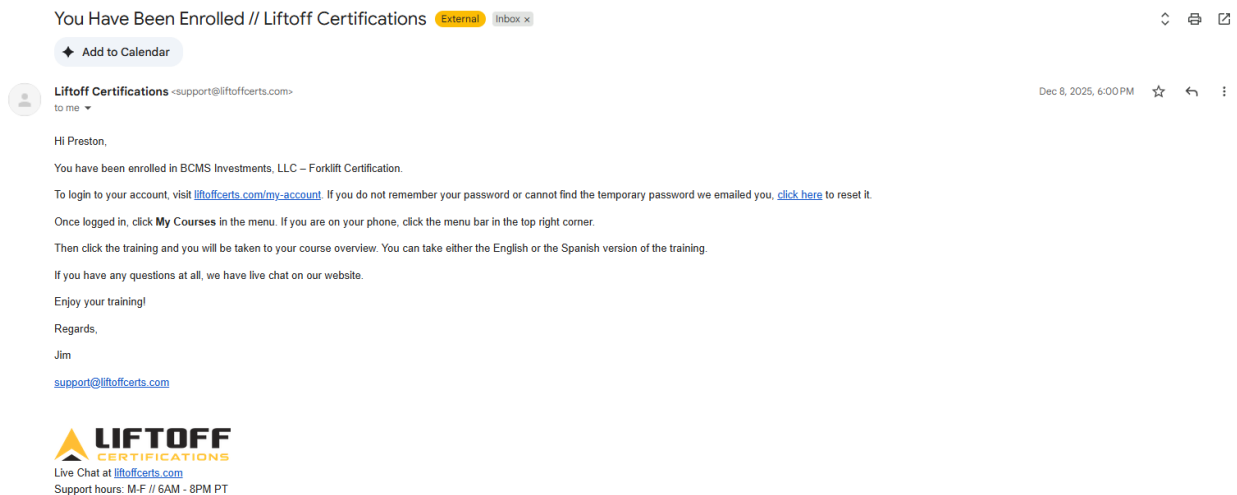 You Have Been Enrolled // Liftoff Certifications External Inbox ×
Add to Calendar
Liftoff Certifications <support@liftoffcerts.com> Dec 8, 2025, 6:00 PM
to me
Hi Preston,
You have been enrolled in BCMS Investments, LLC – Forklift Certification.
To login to your account, visit liftoffcerts.com/my-account. If you do not remember your password or cannot find the temporary password we emailed you, click here to reset it.
Once logged in, click My Courses in the menu. If you are on your phone, click the menu bar in the top right corner.
Then click the training and you will be taken to your course overview. You can take either the English or the Spanish version of the training.
If you have any questions at all, we have live chat on our website.
Enjoy your training!
Regards,
Jim
support@liftoffcerts.com
LIFTOFF
CERTIFICATIONS
Live Chat at liftoffcerts.com
Support hours: M-F // 6AM - 8PM PT